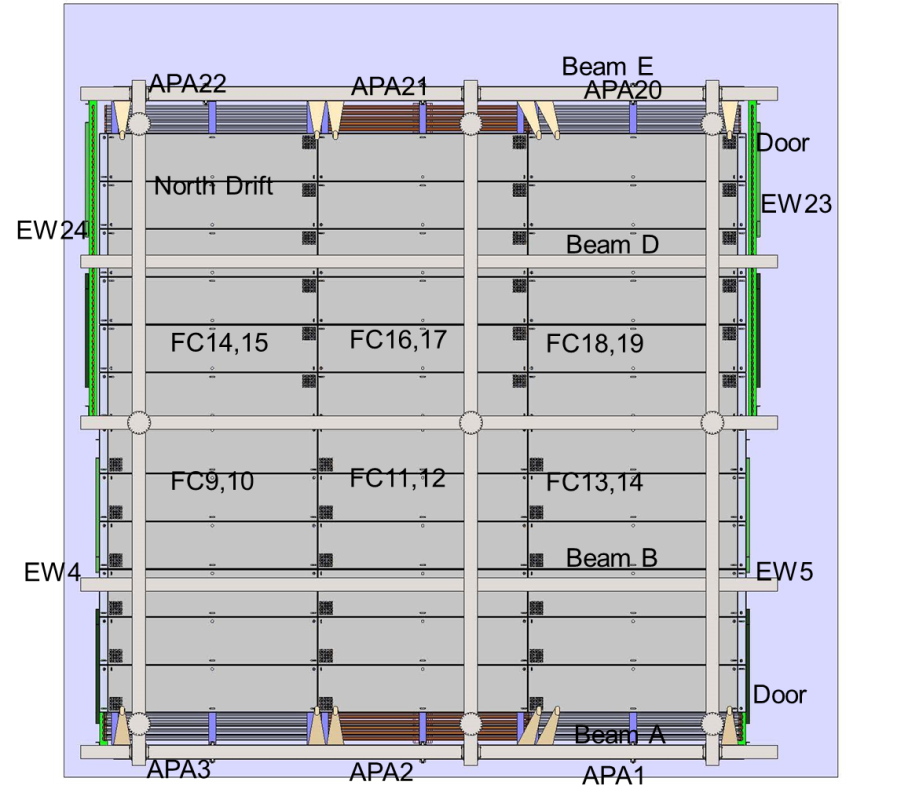 Beam E
APA22
APA21
APA20
Door
North Drift
EW23
EW24
Beam D
FC14,15
FC16,17
FC18,19
FC9,10
FC11,12
FC13,14
Beam B
EW4
EW5
Door
Beam A
APA3
APA2
APA1